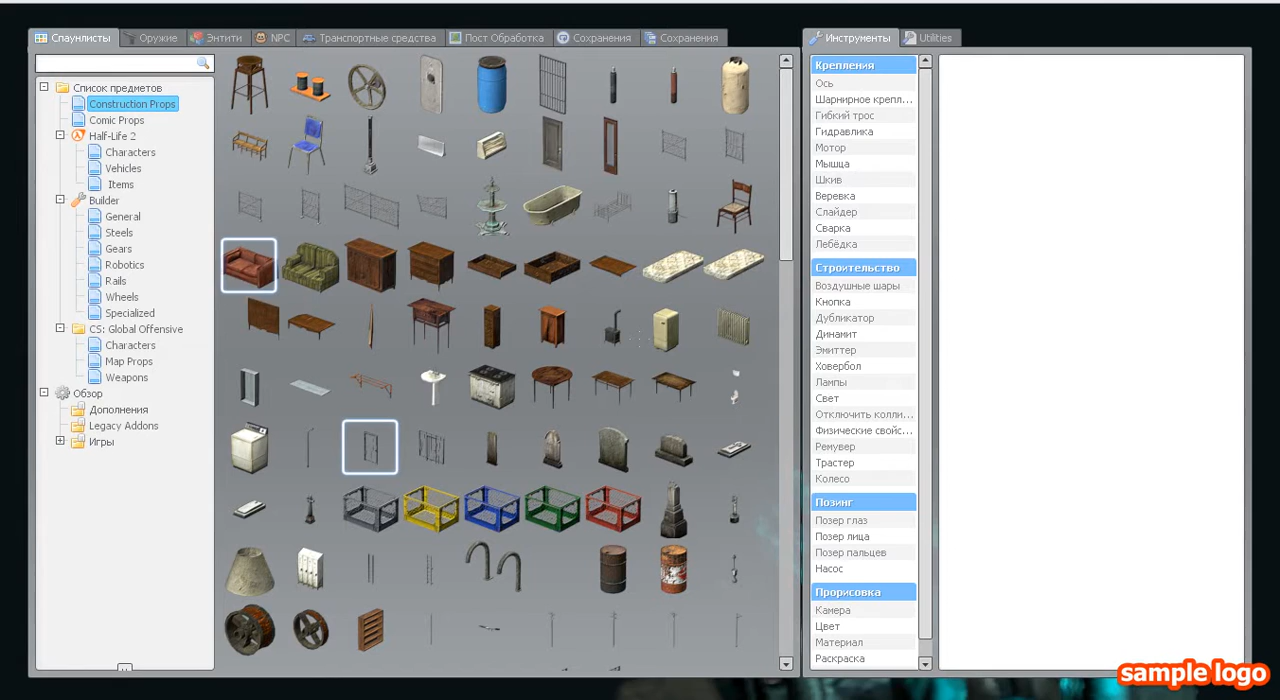 Спаунлисты
Оружие
Энтити
NPC
Транспортные средства
Пост Обработка
Сохранения
Сохранения
Инструменты
Utilities
Список предметов
Construction Props
Comic Props
Half-Life 2
Characters
Vehicles
Items
Builder
General
Steels
Gears
Robotics
Rails
Wheels
Specialized
CS: Global Offensive
Characters
Map Props
Weapons
Обзор
Дополнения
Legacy Addons
Игры
Крепления
Ось
Шарнирное крепл...
Гибкий трос
Гидравлика
Мотор
Мышца
Шкив
Веревка
Слайдер
Сварка
Лебёдка
Строительство
Воздушные шары
Кнопка
Дубликатор
Динамит
Эмиттер
Ховербол
Лампы
Свет
Отключить колли...
Физические свойс...
Ремувер
Трастер
Колесо
Позинг
Позер глаз
Позер лица
Позер пальцев
Насос
Прорисовка
Камера
Цвет
Материал
Раскраска
sample logo